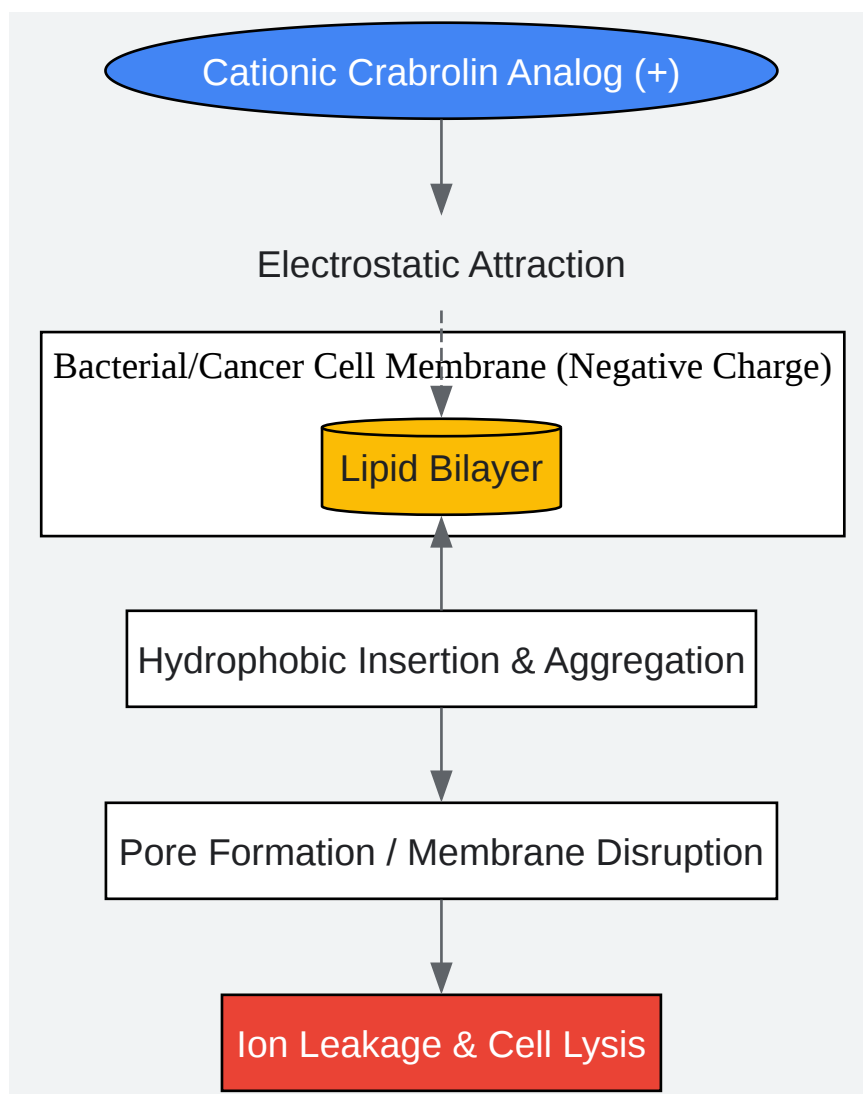 Cationic Crabrolin Analog (+)
Electrostatic Attraction
Bacterial/Cancer Cell Membrane (Negative Charge)
Lipid Bilayer
Hydrophobic Insertion & Aggregation
Pore Formation / Membrane Disruption
Ion Leakage & Cell Lysis